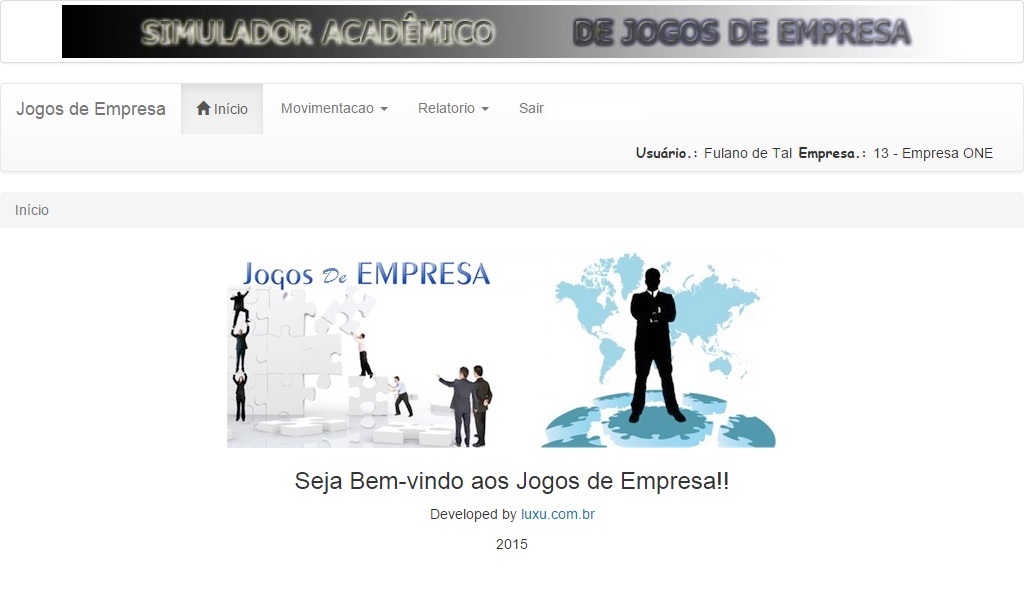 SIMULADOR ACADÊMICO DE JOGOS DE EMPRESA
Jogos de Empresa Início Movimentacao Relatorio Sair
Usuário.: Fulano de Tal Empresa.: 13 - Empresa ONE
Início
Jogos De EMPRESA
Seja Bem-vindo aos Jogos de Empresa!!
Developed by luxu.com.br
2015